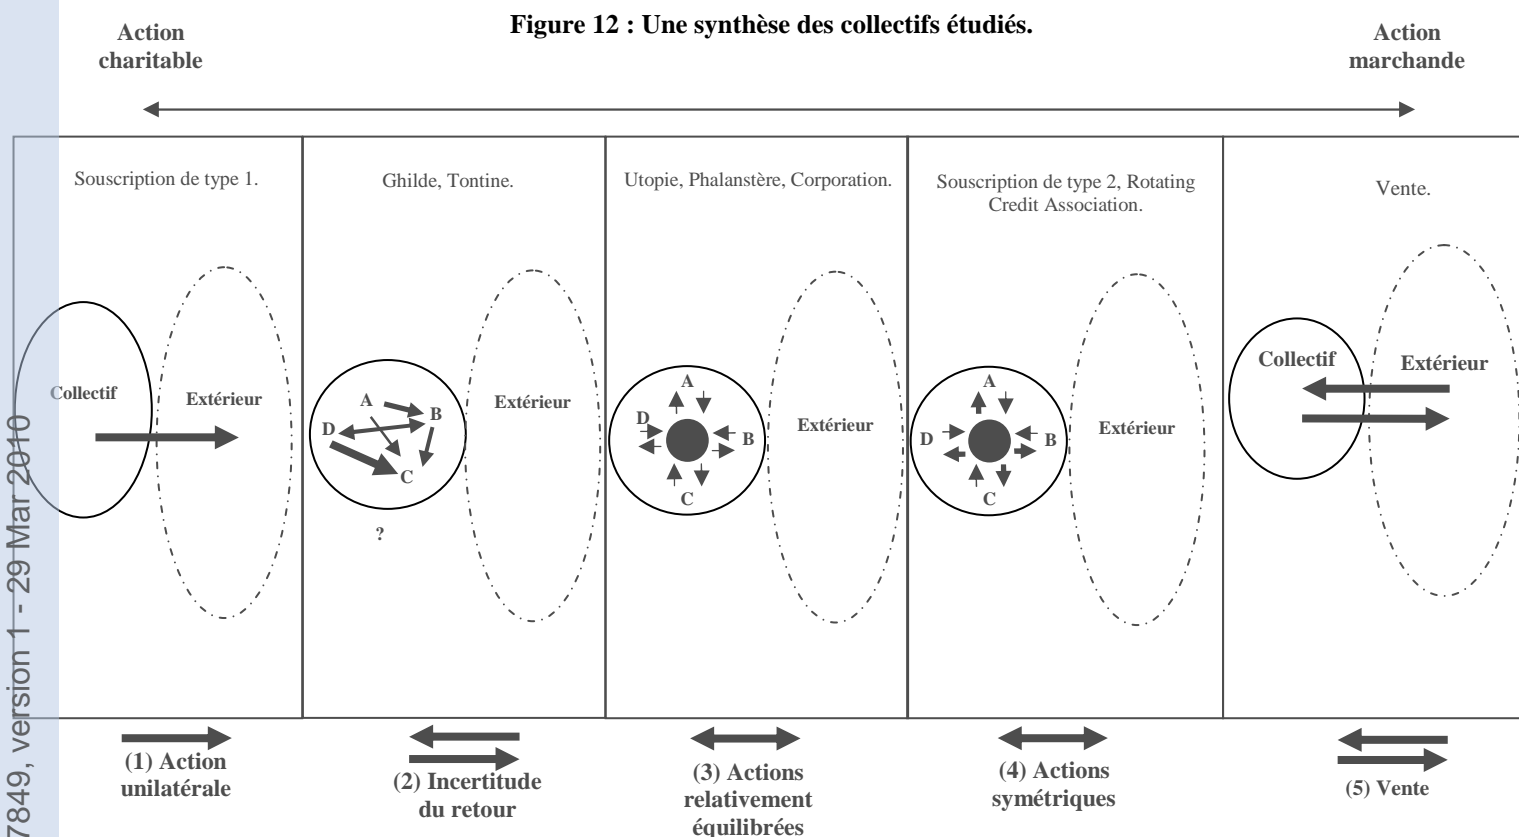 Figure 12 : Une synthèse des collectifs étudiés.
Action
charitable
Action
marchande
Souscription de type 1.
Ghilde, Tontine.
Utopie, Phalanstère, Corporation.
Souscription de type 2, Rotating
Credit Association.
Vente.
Collectif
Extérieur
A
B
D
C
?
Extérieur
A
D
B
C
Extérieur
A
D
B
C
Extérieur
Collectif
Extérieur
(1) Action
unilatérale
(2) Incertitude
du retour
(3) Actions
relativement
équilibrées
(4) Actions
symétriques
(5) Vente
7849, version 1 - 29 Mar 2010